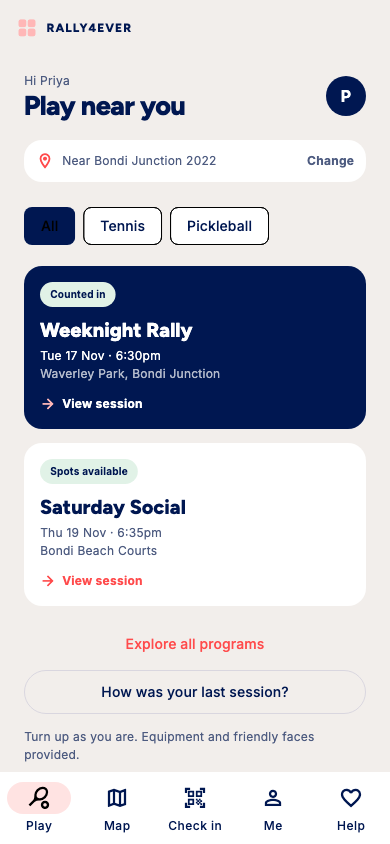 RALLY4EVER
Hi Priya
Play near you
P
Near Bondi Junction 2022
Change
All
Tennis
Pickleball
Counted in
Weeknight Rally
Tue 17 Nov · 6:30pm
Waverley Park, Bondi Junction
→ View session
Spots available
Saturday Social
Thu 19 Nov · 6:35pm
Bondi Beach Courts
→ View session
Explore all programs
How was your last session?
Turn up as you are. Equipment and friendly faces
provided.
Play
Map
Check in
Me
Help